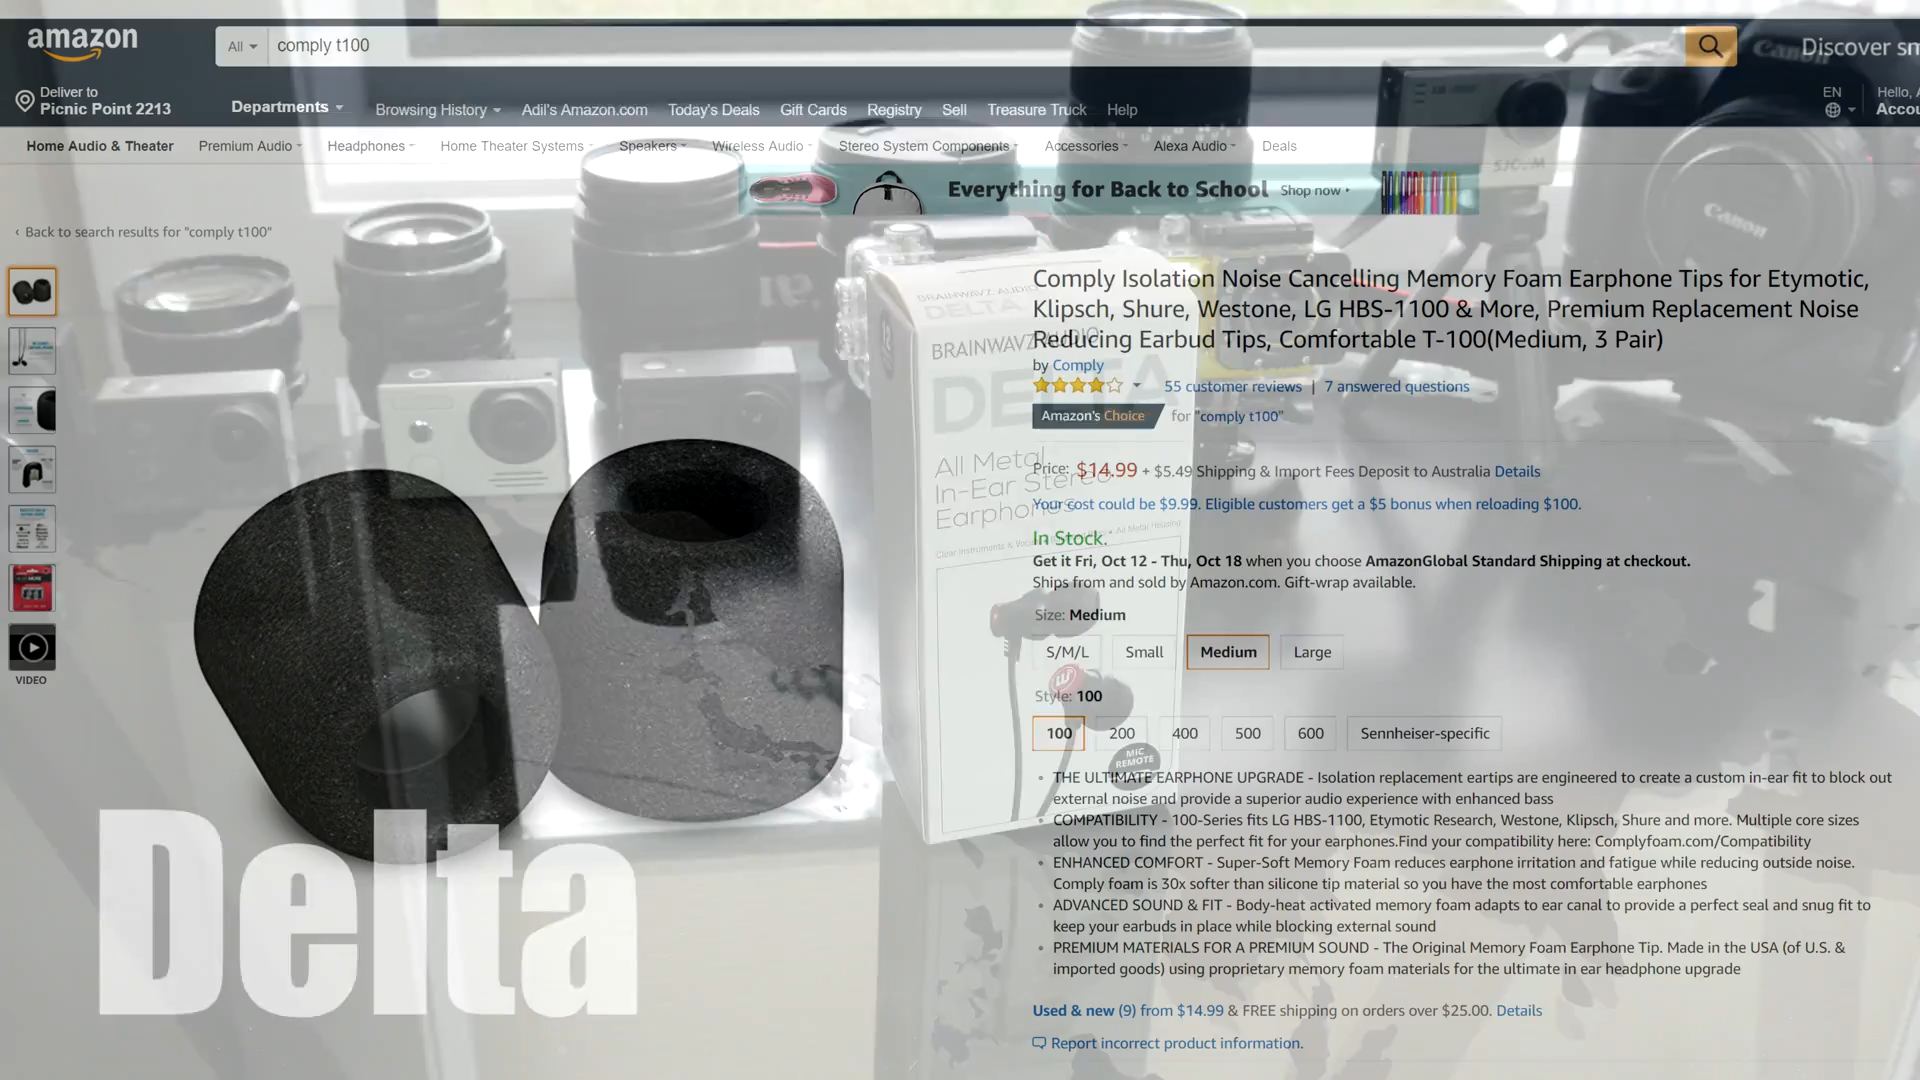 amazon
All
comply t100
Discover sm
Deliver to
Picnic Point 2213
Departments
Browsing History
Adil's Amazon.com
Today's Deals
Gift Cards
Registry
Sell
Treasure Truck
Help
EN
Hello, A
Accou
Home Audio & Theater
Premium Audio
Headphones
Home Theater Systems
Speakers
Wireless Audio
Stereo System Components
Accessories
Alexa Audio
Deals
Everything for Back to School
Shop now
‹ Back to search results for "comply t100"
Canon
Canon
SJCAM
Comply Isolation Noise Cancelling Memory Foam Earphone Tips for Etymotic,
Klipsch, Shure, Westone, LG HBS-1100 & More, Premium Replacement Noise
Reducing Earbud Tips, Comfortable T-100(Medium, 3 Pair)
by Comply
55 customer reviews | 7 answered questions
Amazon's Choice for "comply t100"
Price: $14.99 + $5.49 Shipping & Import Fees Deposit to Australia Details
Your cost could be $9.99. Eligible customers get a $5 bonus when reloading $100.
In Stock.
Get it Fri, Oct 12 - Thu, Oct 18 when you choose AmazonGlobal Standard Shipping at checkout.
Ships from and sold by Amazon.com. Gift-wrap available.
Size: Medium
S/M/L
Small
Medium
Large
Style: 100
100
200
400
500
600
Sennheiser-specific
THE ULTIMATE EARPHONE UPGRADE - Isolation replacement eartips are engineered to create a custom in-ear fit to block out
external noise and provide a superior audio experience with enhanced bass
COMPATIBILITY - 100-Series fits LG HBS-1100, Etymotic Research, Westone, Klipsch, Shure and more. Multiple core sizes
allow you to find the perfect fit for your earphones.Find your compatibility here: Complyfoam.com/Compatibility
ENHANCED COMFORT - Super-Soft Memory Foam reduces earphone irritation and fatigue while reducing outside noise.
Comply foam is 30x softer than silicone tip material so you have the most comfortable earphones
ADVANCED SOUND & FIT - Body-heat activated memory foam adapts to ear canal to provide a perfect seal and snug fit to
keep your earbuds in place while blocking external sound
PREMIUM MATERIALS FOR A PREMIUM SOUND - The Original Memory Foam Earphone Tip. Made in the USA (of U.S. &
imported goods) using proprietary memory foam materials for the ultimate in ear headphone upgrade
Used & new (9) from $14.99 & FREE shipping on orders over $25.00. Details
Report incorrect product information.
VIDEO
BRAINWAVZ AUDIO
DELTA
BRAINWAVZ AUDIO
DELTA
All Metal
In-Ear Stereo
Earphones
MIC
REMOTE
Delta